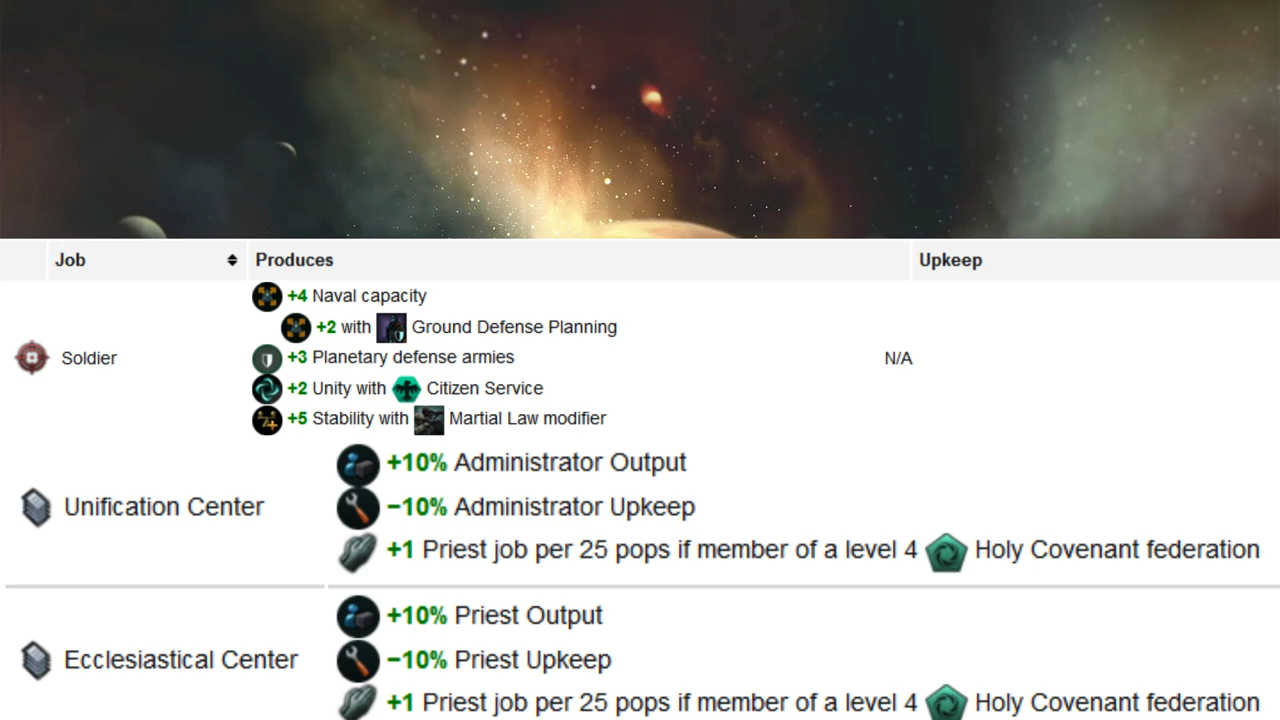 Job Produces Upkeep
+4 Naval capacity
+2 with Ground Defense Planning
Soldier +3 Planetary defense armies N/A
+2 Unity with Citizen Service
+5 Stability with Martial Law modifier
+10% Administrator Output
Unification Center −10% Administrator Upkeep
+1 Priest job per 25 pops if member of a level 4 Holy Covenant federation
+10% Priest Output
Ecclesiastical Center −10% Priest Upkeep
+1 Priest job per 25 pops if member of a level 4 Holy Covenant federation